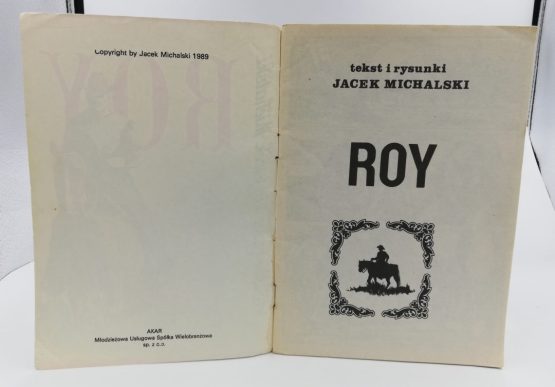 Copyright by Jacek Michalski 1989
AKAR
Młodzieżowa Usługowa Spółka Wielobranżowa
sp. z o.o.
tekst i rysunki
JACEK MICHALSKI
ROY